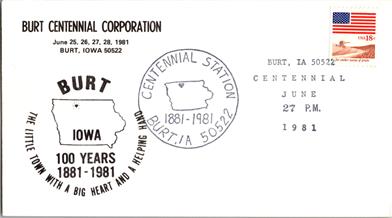 BURT CENTENNIAL CORPORATION
June 25, 26, 27, 28, 1981
BURT, IOWA 50522
BURT
IOWA
100 YEARS
1881-1981
THE LITTLE TOWN WITH A BIG HEART AND A HELPING HAND
CENTENNIAL STATION
1881-1981
BURT, IA 50522
USA 18c
BURT, IA 50522
CENTENNIAL
JUNE
27 P.M.
1981